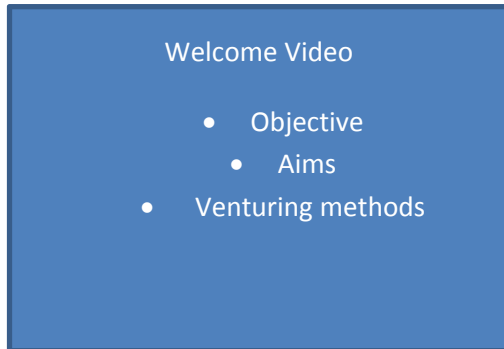 Welcome Video
• Objective
• Aims
• Venturing methods